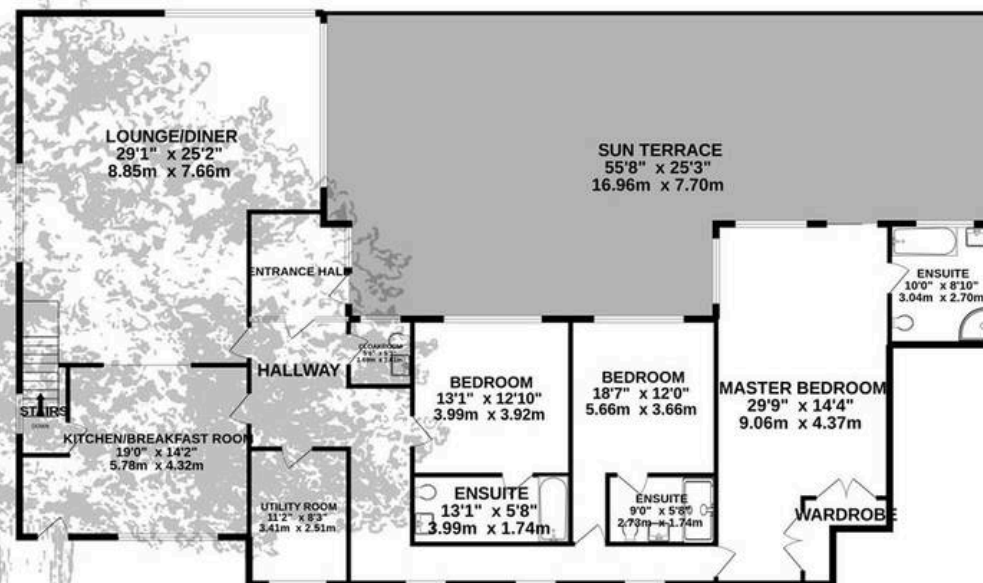 LOUNGE/DINER
29'1" x 25'2"
8.85m x 7.66m
SUN TERRACE
55'8" x 25'3"
16.96m x 7.70m
ENTRANCE HALL
ENSUITE
10'0" x 8'10"
3.04m x 2.70m
CLOAKROOM
HALLWAY
BEDROOM
13'1" x 12'10"
3.99m x 3.92m
BEDROOM
18'7" x 12'0"
5.66m x 3.66m
MASTER BEDROOM
29'9" x 14'4"
9.06m x 4.37m
STAIRS
DOWN
KITCHEN/BREAKFAST ROOM
19'0" x 14'2"
5.78m x 4.32m
UTILITY ROOM
11'2" x 8'3"
3.41m x 2.51m
ENSUITE
13'1" x 5'8"
3.99m x 1.74m
ENSUITE
9'0" x 5'8"
2.73m x 1.74m
WARDROBE